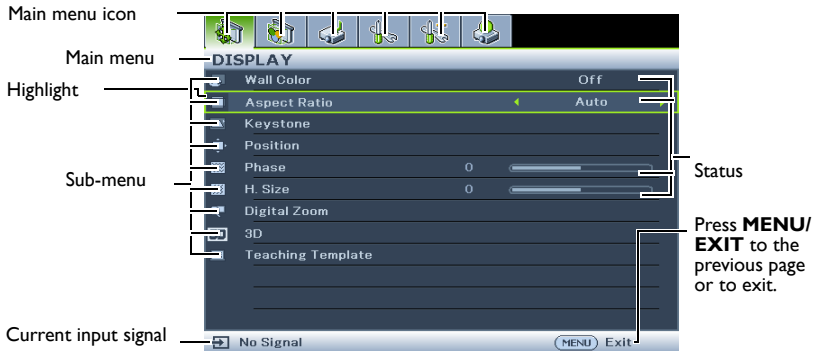 Main menu icon
Main menu
DISPLAY
Wall Color Off
Highlight
Aspect Ratio Auto
Keystone
Position
Phase 0
Status
Sub-menu
H. Size 0
Digital Zoom
3D
Teaching Template
Press MENU/
EXIT to the
previous page
or to exit.
Current input signal
No Signal
MENU Exit